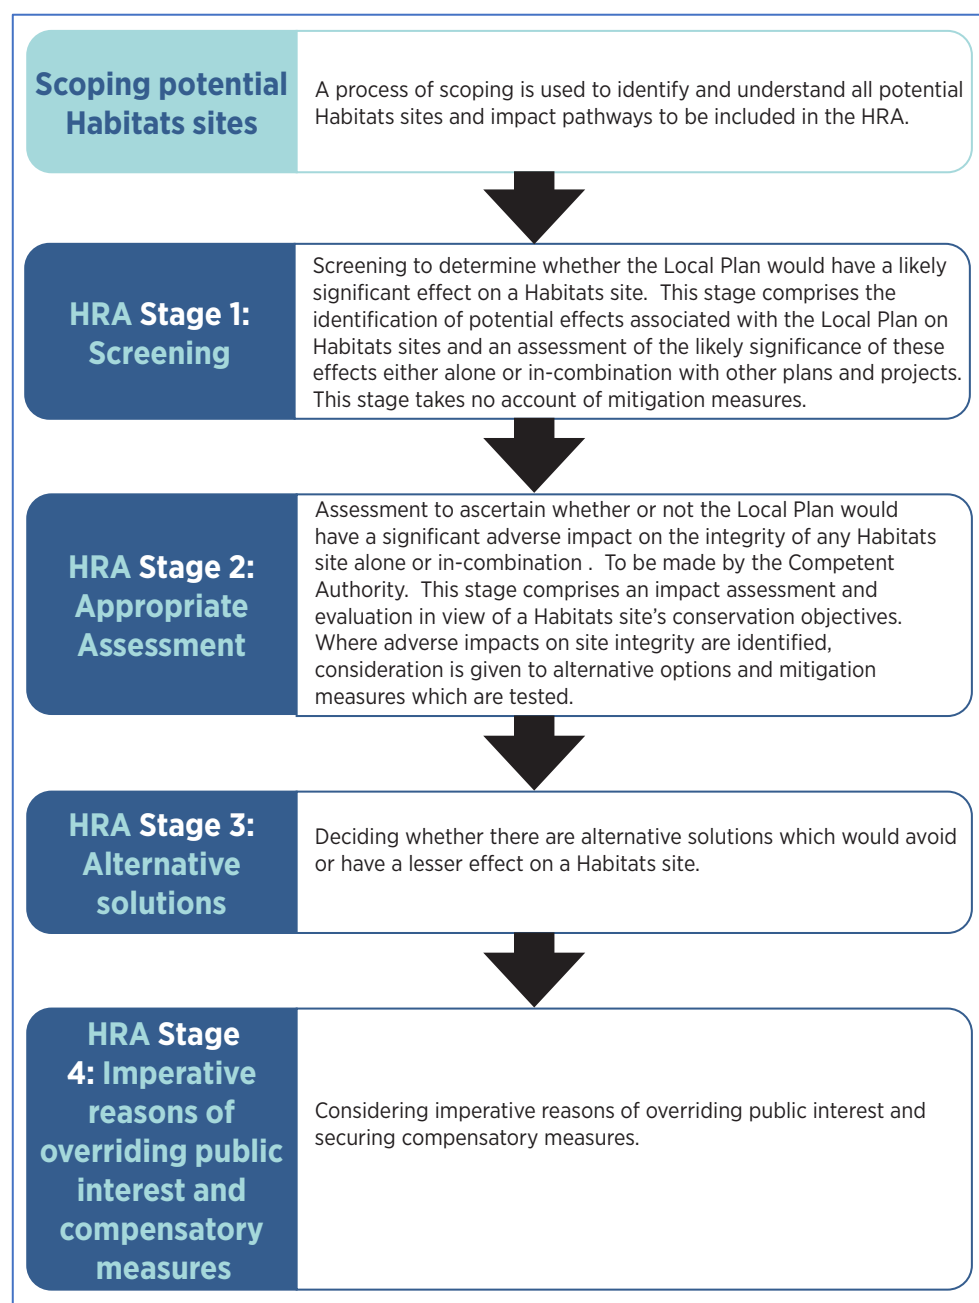 Scoping potential
Habitats sites
A process of scoping is used to identify and understand all potential
Habitats sites and impact pathways to be included in the HRA.
HRA Stage 1:
Screening
Screening to determine whether the Local Plan would have a likely
significant effect on a Habitats site.  This stage comprises the
identification of potential effects associated with the Local Plan on
Habitats sites and an assessment of the likely significance of these
effects either alone or in-combination with other plans and projects.
This stage takes no account of mitigation measures.
HRA Stage 2:
Appropriate
Assessment
Assessment to ascertain whether or not the Local Plan would
have a significant adverse impact on the integrity of any Habitats
site alone or in-combination .  To be made by the Competent
Authority.  This stage comprises an impact assessment and
evaluation in view of a Habitats site’s conservation objectives.
Where adverse impacts on site integrity are identified,
consideration is given to alternative options and mitigation
measures which are tested.
HRA Stage 3:
Alternative
solutions
Deciding whether there are alternative solutions which would avoid
or have a lesser effect on a Habitats site.
HRA Stage
4: Imperative
reasons of
overriding public
interest and
compensatory
measures
Considering imperative reasons of overriding public interest and
securing compensatory measures.